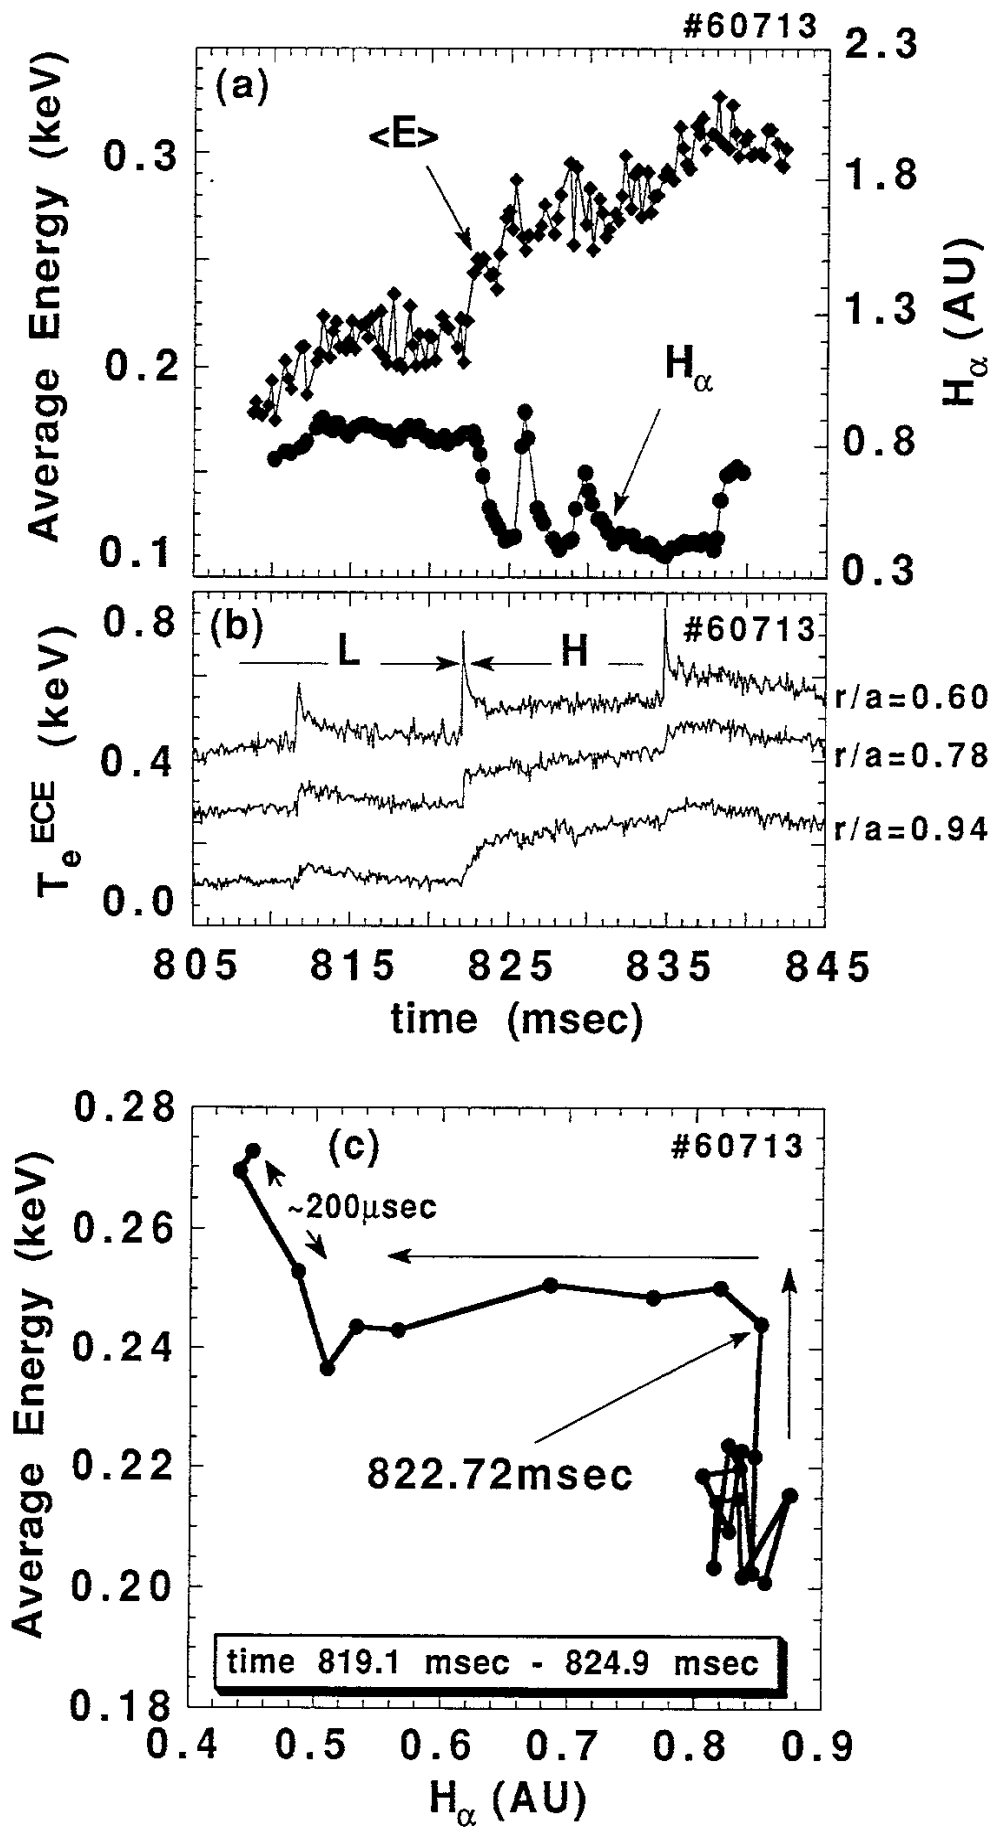 #60713
(a)
Average Energy (keV)
0.3
0.2
0.1
<E>
Hα
2.3
1.8
1.3
0.8
0.3
Hα (AU)
(b)
#60713
L
H
Te ECE (keV)
0.8
0.4
0.0
r/a=0.60
r/a=0.78
r/a=0.94
805 815 825 835 845
time (msec)
(c)
#60713
Average Energy (keV)
0.28
0.26
0.24
0.22
0.20
0.18
~200μsec
822.72msec
time 819.1 msec - 824.9 msec
0.4 0.5 0.6 0.7 0.8 0.9
Hα (AU)